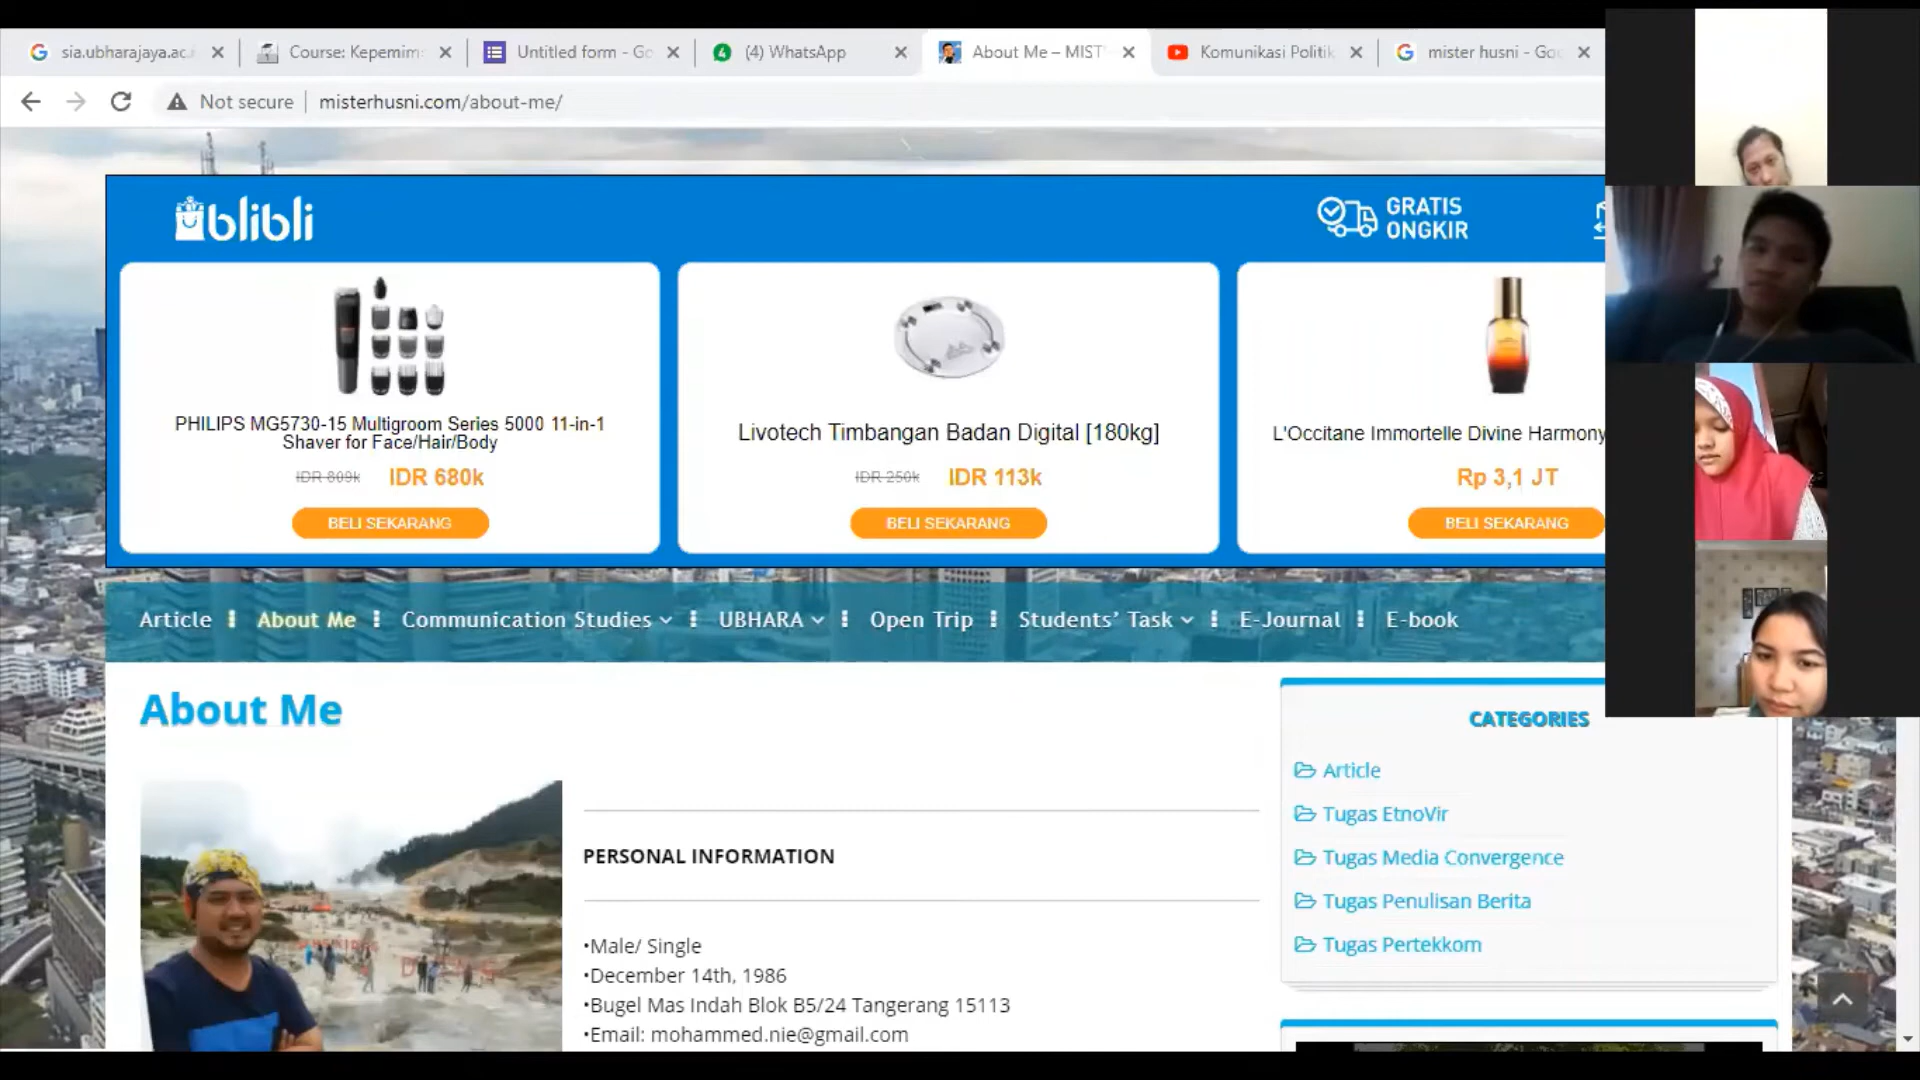 sia.ubharajaya.ac.
Course: Kepemim
Untitled form - Go
(4) WhatsApp
About Me – MIST
Komunikasi Politik
mister husni - Goo
Not secure
misterhusni.com/about-me/
blibli
GRATIS
ONGKIR
PHILIPS MG5730-15 Multigroom Series 5000 11-in-1
Shaver for Face/Hair/Body
IDR 809k IDR 680k
BELI SEKARANG
Livotech Timbangan Badan Digital [180kg]
IDR 250k IDR 113k
BELI SEKARANG
L'Occitane Immortelle Divine Harmony
Rp 3,1 JT
BELI SEKARANG
Article
About Me
Communication Studies
UBHARA
Open Trip
Students' Task
E-Journal
E-book
About Me
PERSONAL INFORMATION
•Male/ Single
•December 14th, 1986
•Bugel Mas Indah Blok B5/24 Tangerang 15113
•Email: mohammed.nie@gmail.com
CATEGORIES
Article
Tugas EtnoVir
Tugas Media Convergence
Tugas Penulisan Berita
Tugas Pertekkom